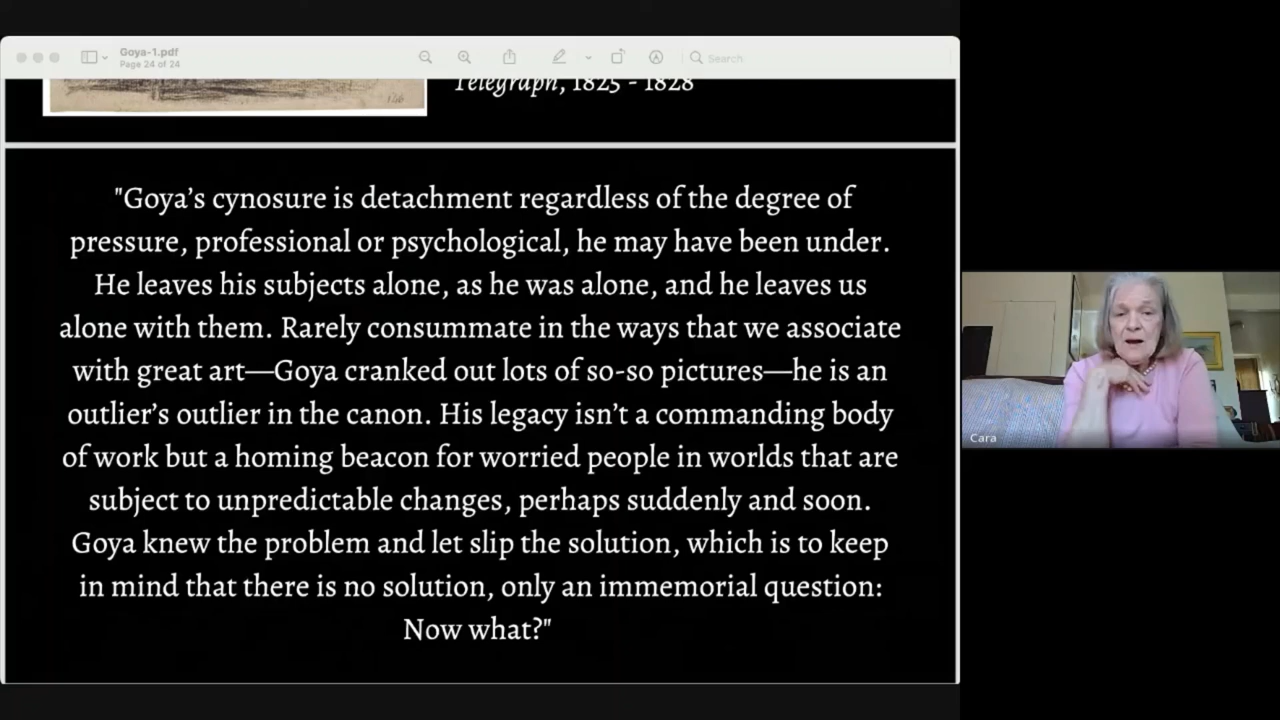 Goya-1.pdf
Page 24 of 24
Search
Telegraph, 1825 - 1828
"Goya’s cynosure is detachment regardless of the degree of
pressure, professional or psychological, he may have been under.
He leaves his subjects alone, as he was alone, and he leaves us
alone with them. Rarely consummate in the ways that we associate
with great art—Goya cranked out lots of so-so pictures—he is an
outlier’s outlier in the canon. His legacy isn’t a commanding body
of work but a homing beacon for worried people in worlds that are
subject to unpredictable changes, perhaps suddenly and soon.
Goya knew the problem and let slip the solution, which is to keep
in mind that there is no solution, only an immemorial question:
Now what?"
Cara